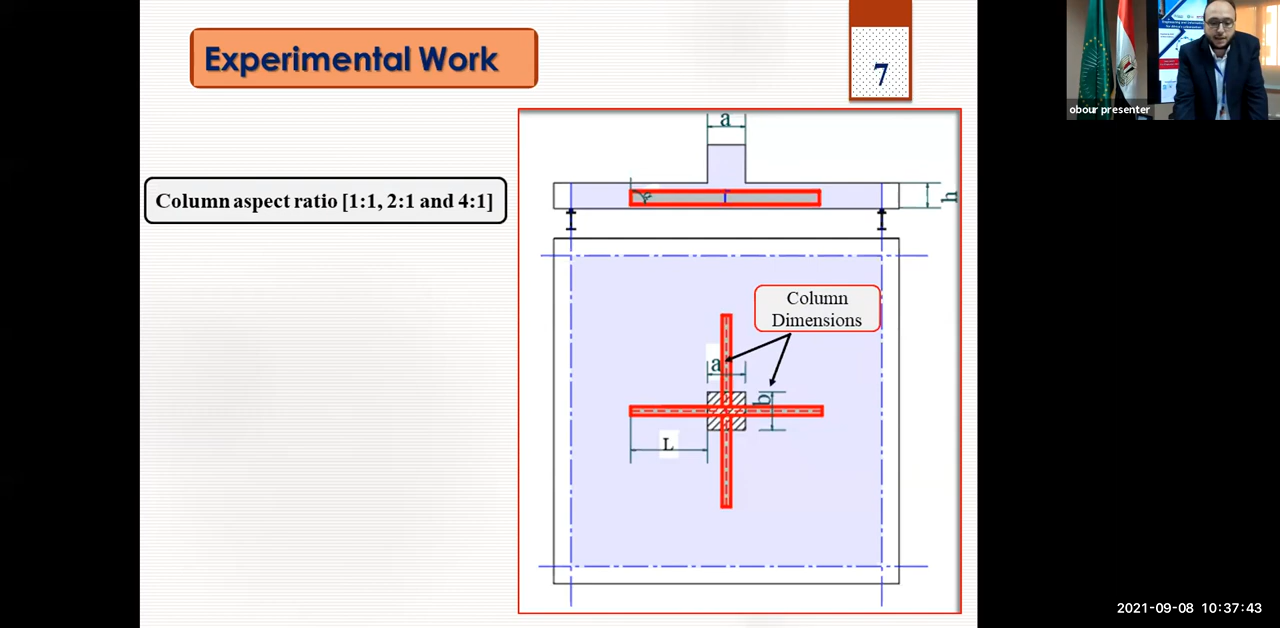 Experimental Work
7
obour presenter
a
h
Column aspect ratio [1:1, 2:1 and 4:1]
Column
Dimensions
a
b
L
2021-09-08 10:37:43